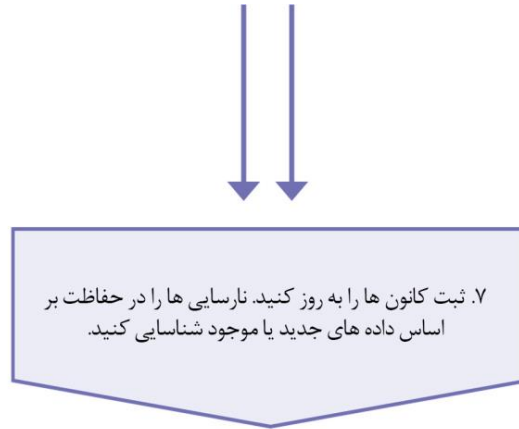 ۷. ثبت کانون ها را به روز کنید. نارسایی ها را در حفاظت بر
اساس داده های جدید یا موجود شناسایی کنید.